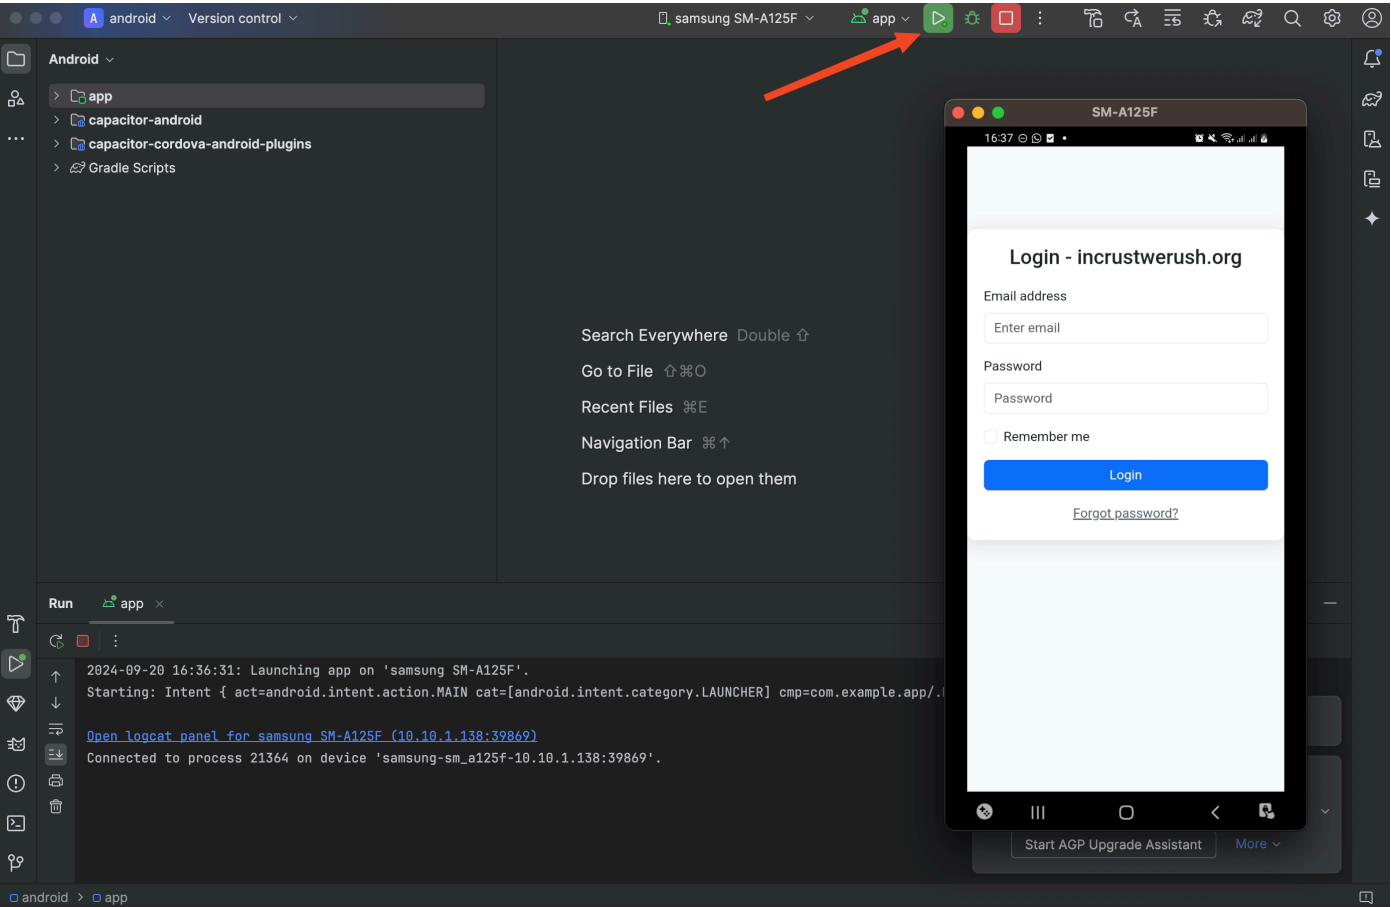 A android Version control samsung SM-A125F app
Android
app
capacitor-android
capacitor-cordova-android-plugins
Gradle Scripts
Search Everywhere Double ⇧
Go to File ⇧⌘O
Recent Files ⌘E
Navigation Bar ⌘↑
Drop files here to open them
SM-A125F
16:37
Login - incrustwerush.org
Email address
Enter email
Password
Password
Remember me
Login
Forgot password?
Run app
2024-09-20 16:36:31: Launching app on 'samsung SM-A125F'.
Starting: Intent { act=android.intent.action.MAIN cat=[android.intent.category.LAUNCHER] cmp=com.example.app/.
Open logcat panel for samsung SM-A125F (10.10.1.138:39869)
Connected to process 21364 on device 'samsung-sm_a125f-10.10.1.138:39869'.
Start AGP Upgrade Assistant More
android > app